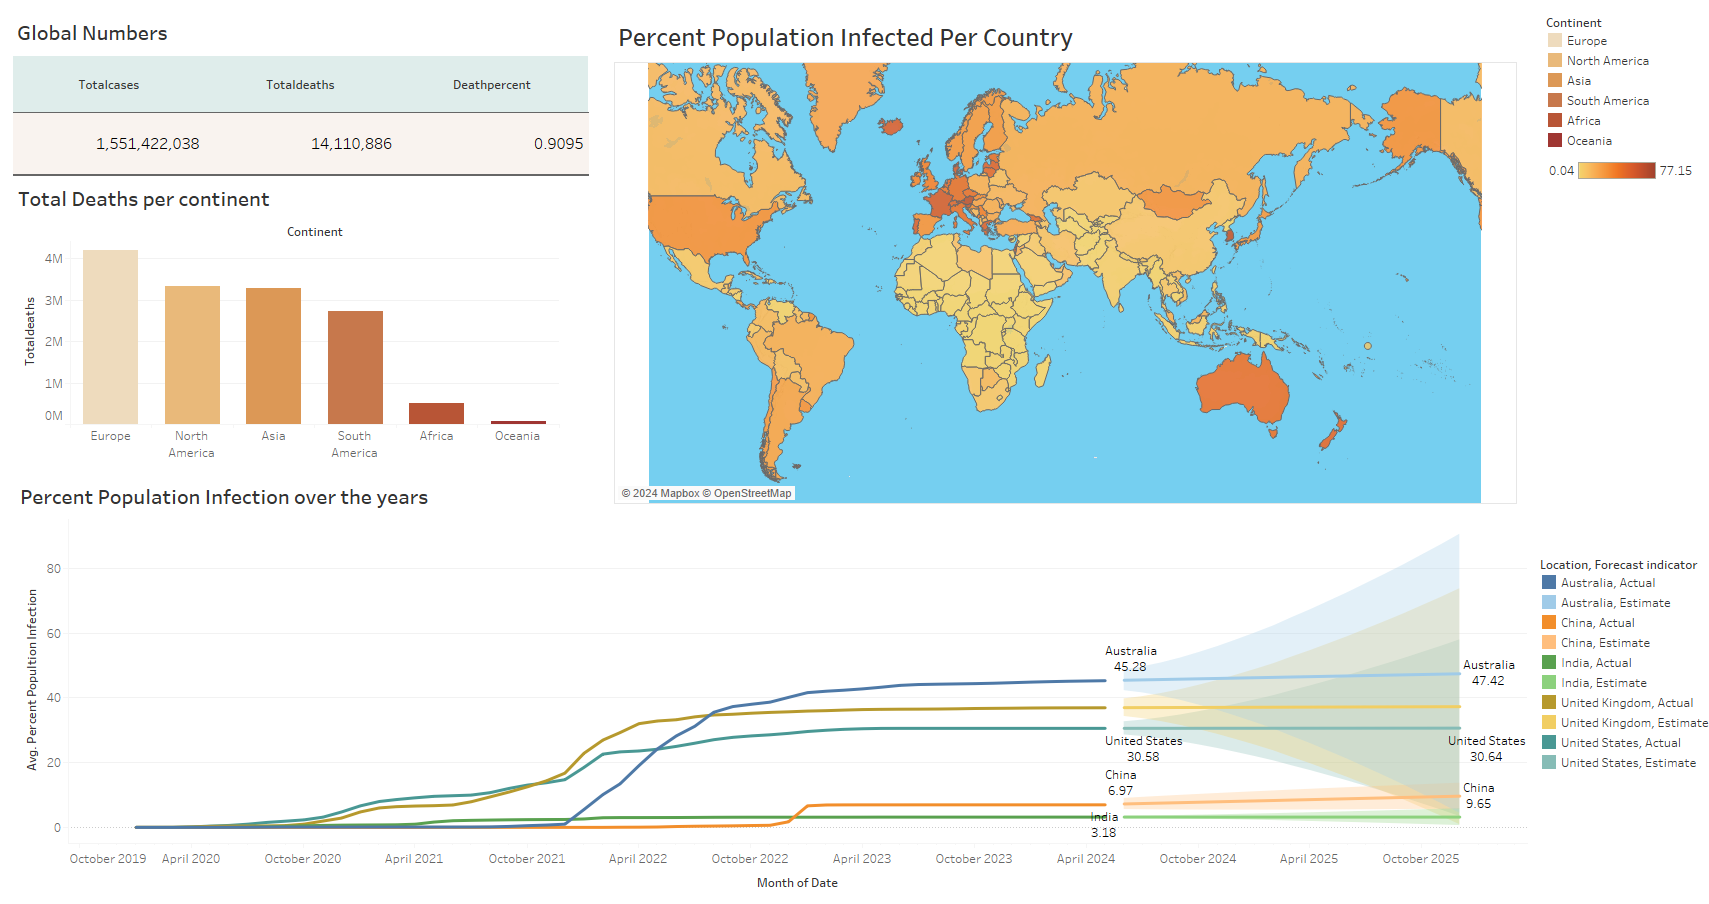 Global Numbers
Totalcases Totaldeaths Deathpercent
1,551,422,038 14,110,886 0.9095
Total Deaths per continent
Continent
Totaldeaths
4M
3M
2M
1M
0M
Europe North America Asia South America Africa Oceania
Percent Population Infected Per Country
© 2024 Mapbox © OpenStreetMap
Continent
Europe
North America
Asia
South America
Africa
Oceania
0.04 77.15
Percent Population Infection over the years
Avg. Percent Popultion Infection
80
60
40
20
0
Australia
45.28
Australia
47.42
United States
30.58
United States
30.64
China
6.97
China
9.65
India
3.18
October 2019 April 2020 October 2020 April 2021 October 2021 April 2022 October 2022 April 2023 October 2023 April 2024 October 2024 April 2025 October 2025
Month of Date
Location, Forecast indicator
Australia, Actual
Australia, Estimate
China, Actual
China, Estimate
India, Actual
India, Estimate
United Kingdom, Actual
United Kingdom, Estimate
United States, Actual
United States, Estimate